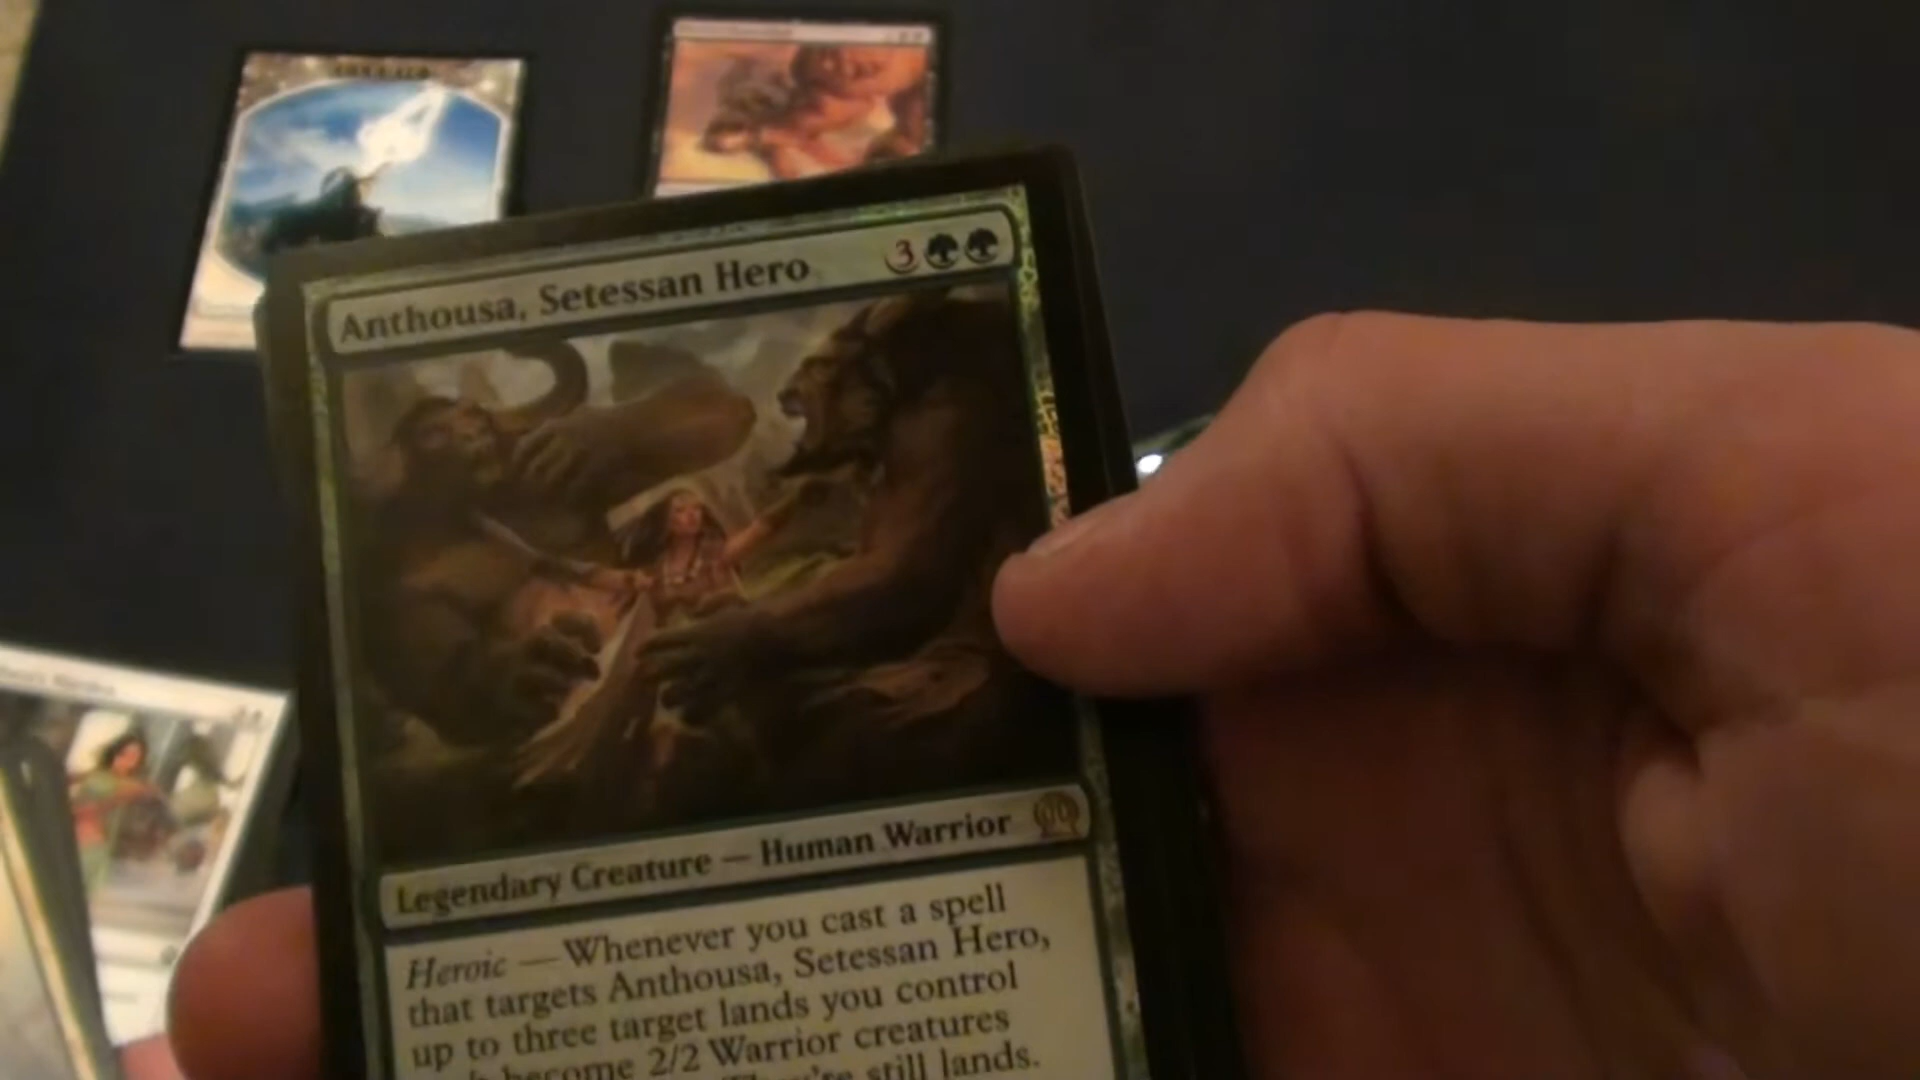 Anthousa, Setessan Hero
3
Legendary Creature — Human Warrior
Heroic — Whenever you cast a spell
that targets Anthousa, Setessan Hero,
up to three target lands you control
become 2/2 Warrior creatures
They're still lands.